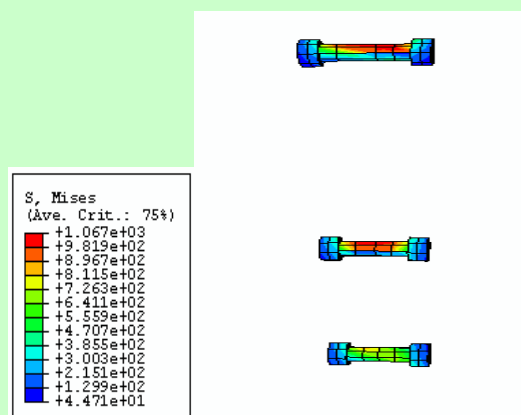 S, Mises
(Ave. Crit.: 75%)
+1.067e+03
+9.819e+02
+8.967e+02
+8.115e+02
+7.263e+02
+6.411e+02
+5.559e+02
+4.707e+02
+3.855e+02
+3.003e+02
+2.151e+02
+1.299e+02
+4.471e+01